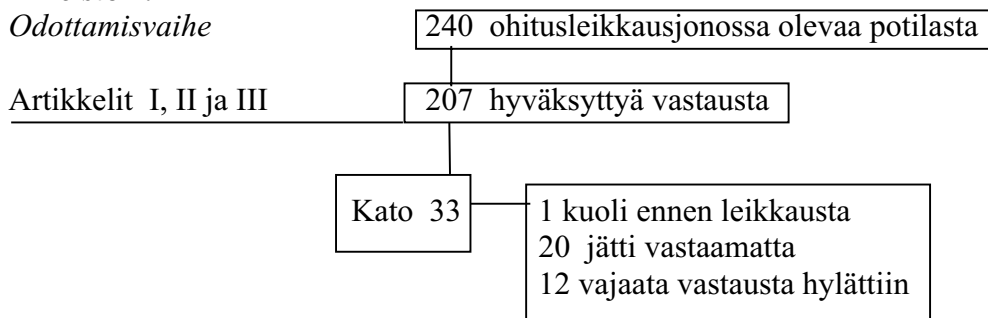 Odottamisvaihe 240 ohitusleikkausjonossa olevaa potilasta
Artikkelit I, II ja III 207 hyväksyttyä vastausta
Kato 33 1 kuoli ennen leikkausta
20 jätti vastaamatta
12 vajaata vastausta hylättiin